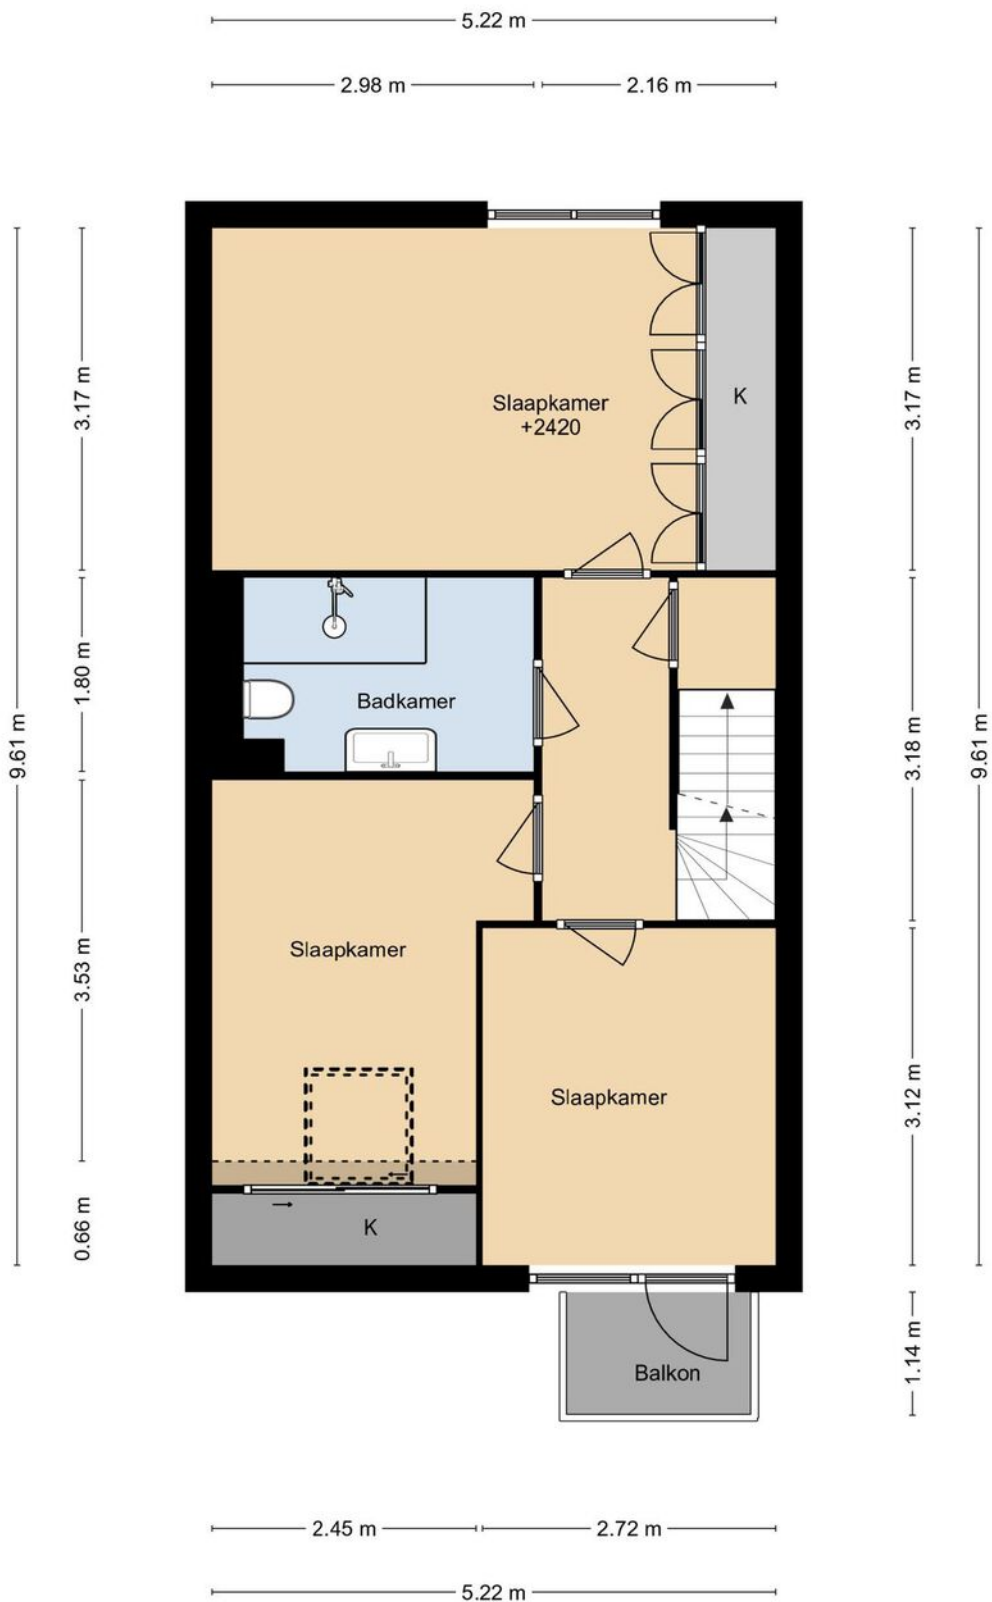 5.22 m
2.98 m
2.16 m
3.17 m
3.17 m
K
Slaapkamer
+2420
1.80 m
Badkamer
9.61 m
3.18 m
9.61 m
Slaapkamer
3.53 m
Slaapkamer
3.12 m
0.66 m
K
1.14 m
Balkon
2.45 m
2.72 m
5.22 m